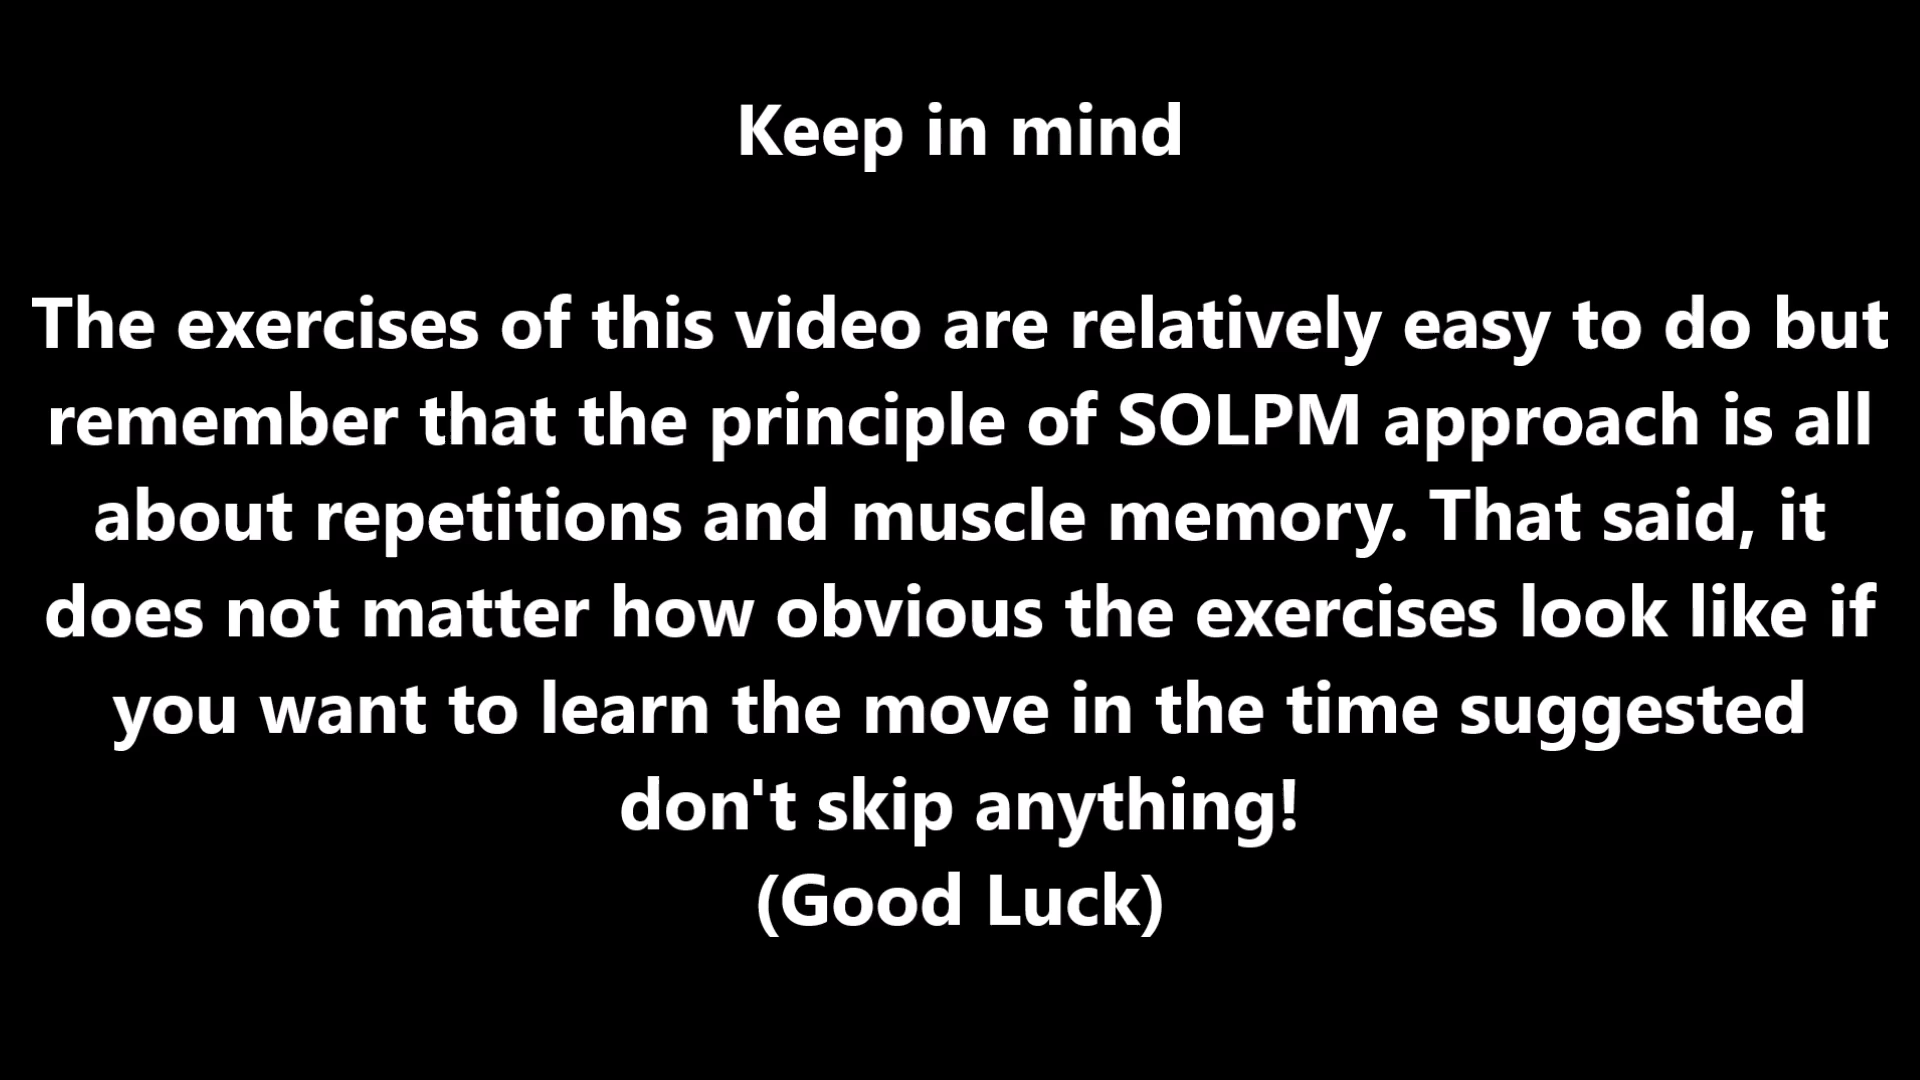 Keep in mind
The exercises of this video are relatively easy to do but
remember that the principle of SOLPM approach is all
about repetitions and muscle memory. That said, it
does not matter how obvious the exercises look like if
you want to learn the move in the time suggested
don't skip anything!
(Good Luck)